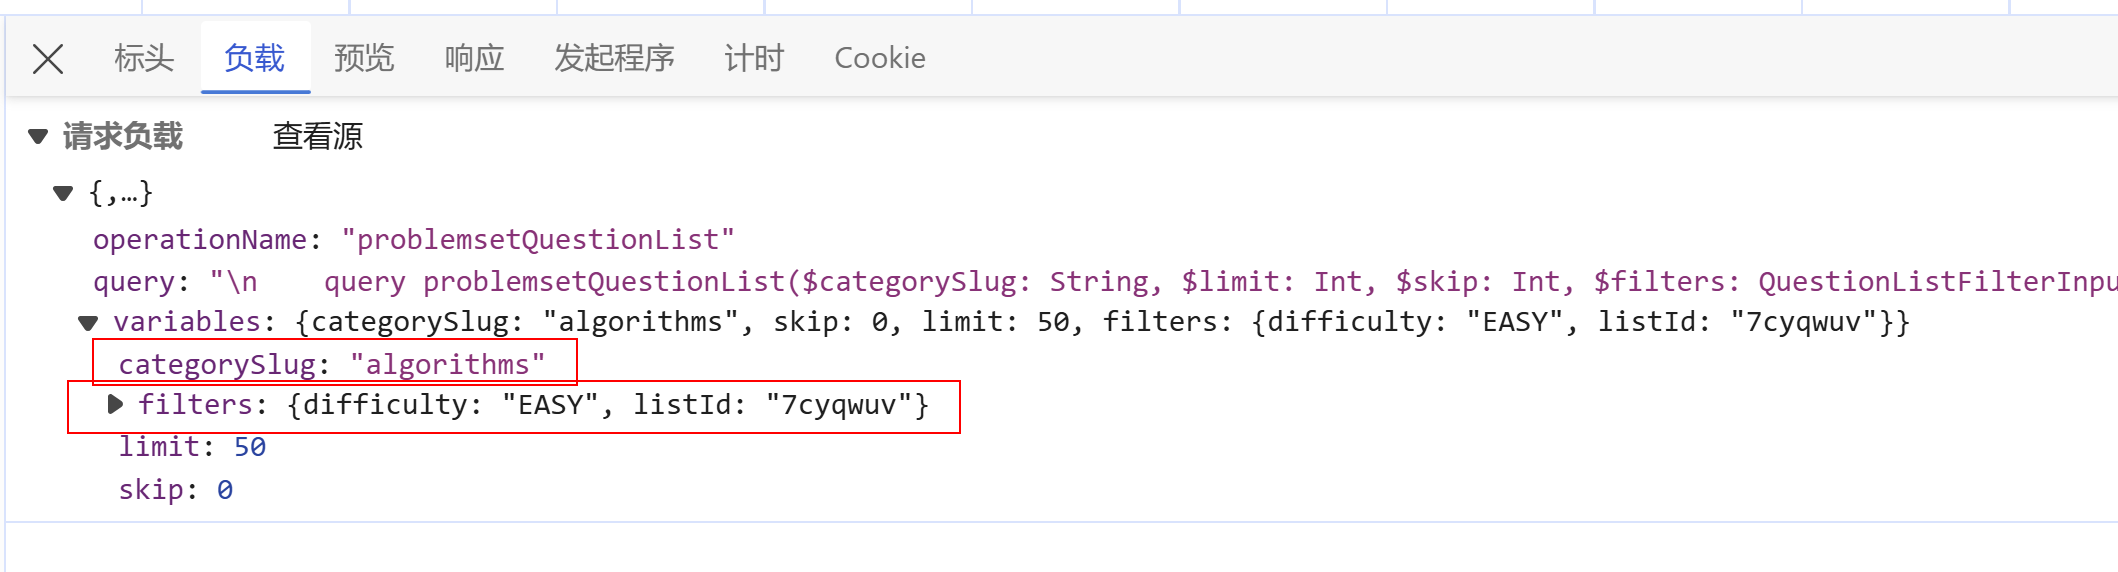 标头 负载 预览 响应 发起程序 计时 Cookie
请求负载 查看源
{,…}
operationName: "problemsetQuestionList"
query: "\n    query problemsetQuestionList($categorySlug: String, $limit: Int, $skip: Int, $filters: QuestionListFilterInpu
variables: {categorySlug: "algorithms", skip: 0, limit: 50, filters: {difficulty: "EASY", listId: "7cyqwuv"}}
categorySlug: "algorithms"
filters: {difficulty: "EASY", listId: "7cyqwuv"}
limit: 50
skip: 0